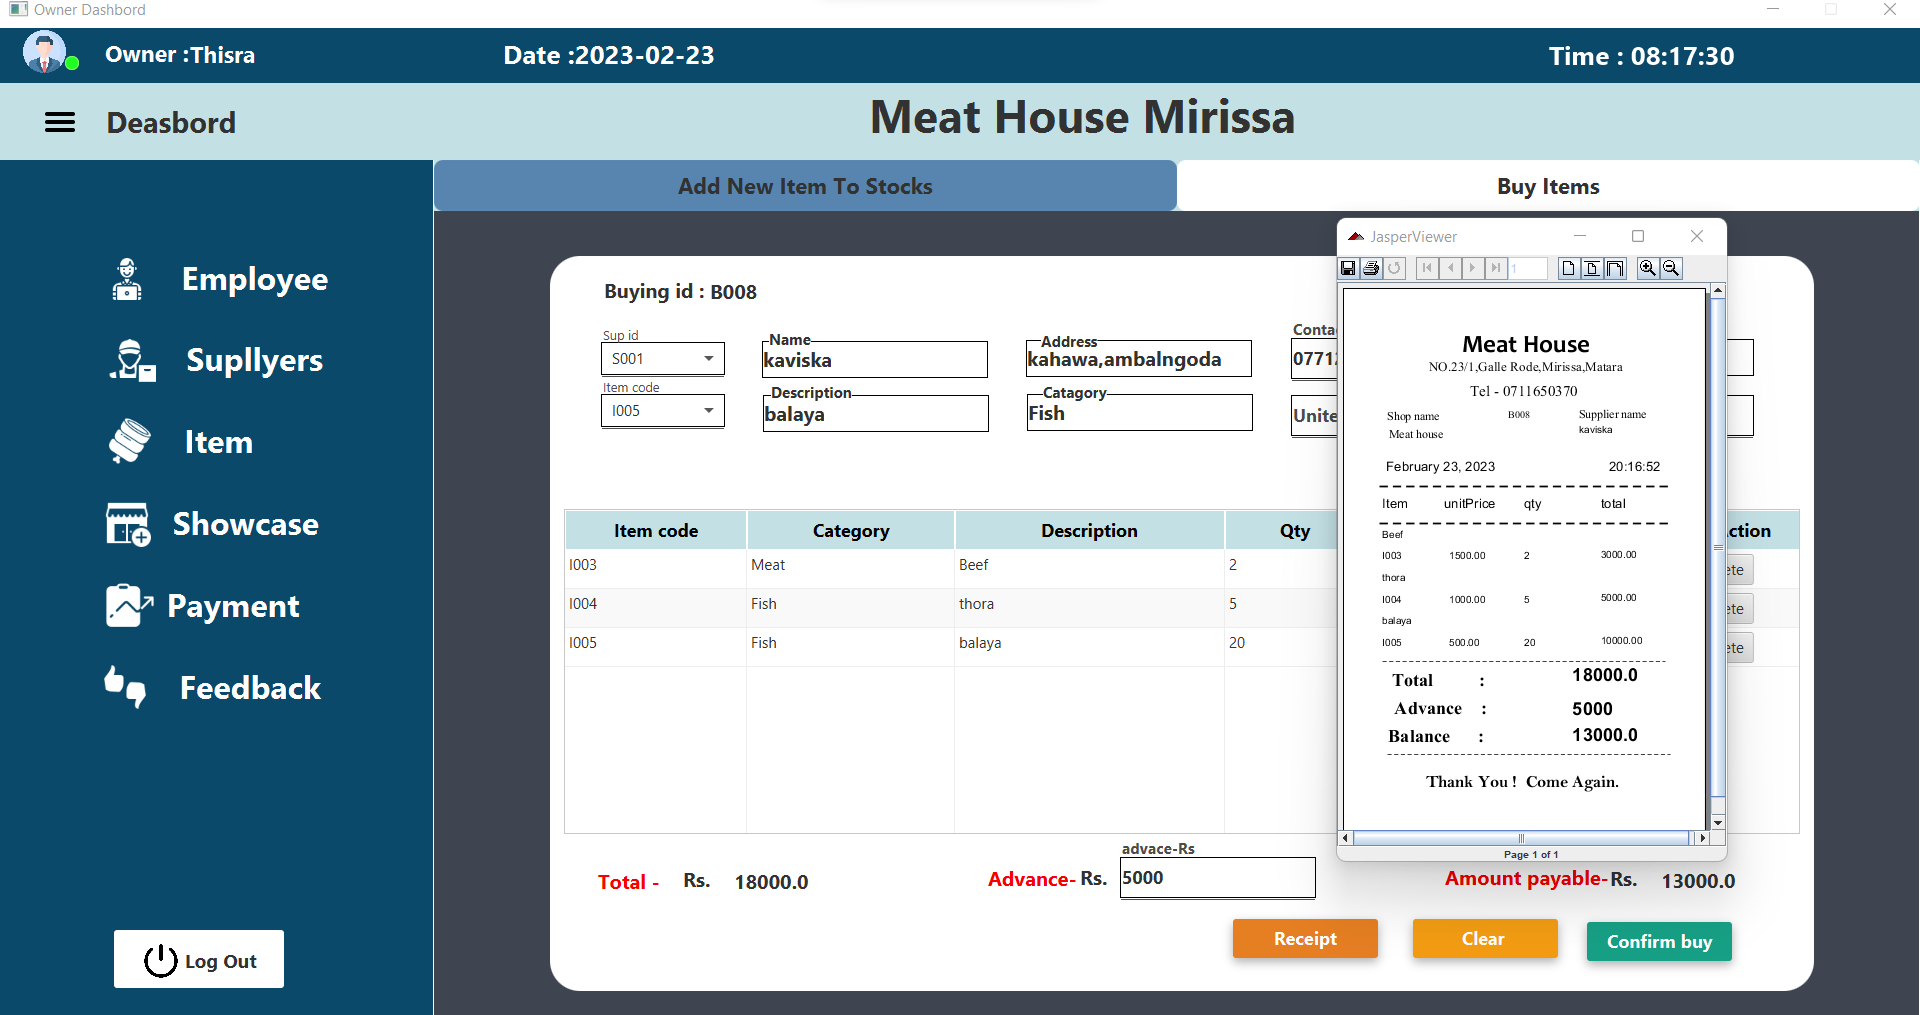 Owner Dashbord
Owner :Thisra
Date :2023-02-23
Time : 08:17:30
Deasbord
Meat House Mirissa
Add New Item To Stocks
Buy Items
Employee
Supllyers
Item
Showcase
Payment
Feedback
Log Out
Buying id : B008
Sup id
S001
Name
kaviska
Address
kahawa,ambalngoda
Conta
0771
Item code
I005
Description
balaya
Catagory
Fish
Unite
Item code Category Description Qty ction
I003 Meat Beef 2 ete
I004 Fish thora 5 ete
I005 Fish balaya 20 ete
Total - Rs. 18000.0
Advance- Rs.
advace-Rs
5000
Amount payable- Rs. 13000.0
Receipt
Clear
Confirm buy
JasperViewer
1
Meat House
NO.23/1,Galle Rode,Mirissa,Matara
Tel - 0711650370
Shop name B008 Supplier name
Meat house kaviska
February 23, 2023 20:16:52
Item unitPrice qty total
Beef
I003 1500.00 2 3000.00
thora
I004 1000.00 5 5000.00
balaya
I005 500.00 20 10000.00
Total : 18000.0
Advance : 5000
Balance : 13000.0
Thank You ! Come Again.
Page 1 of 1